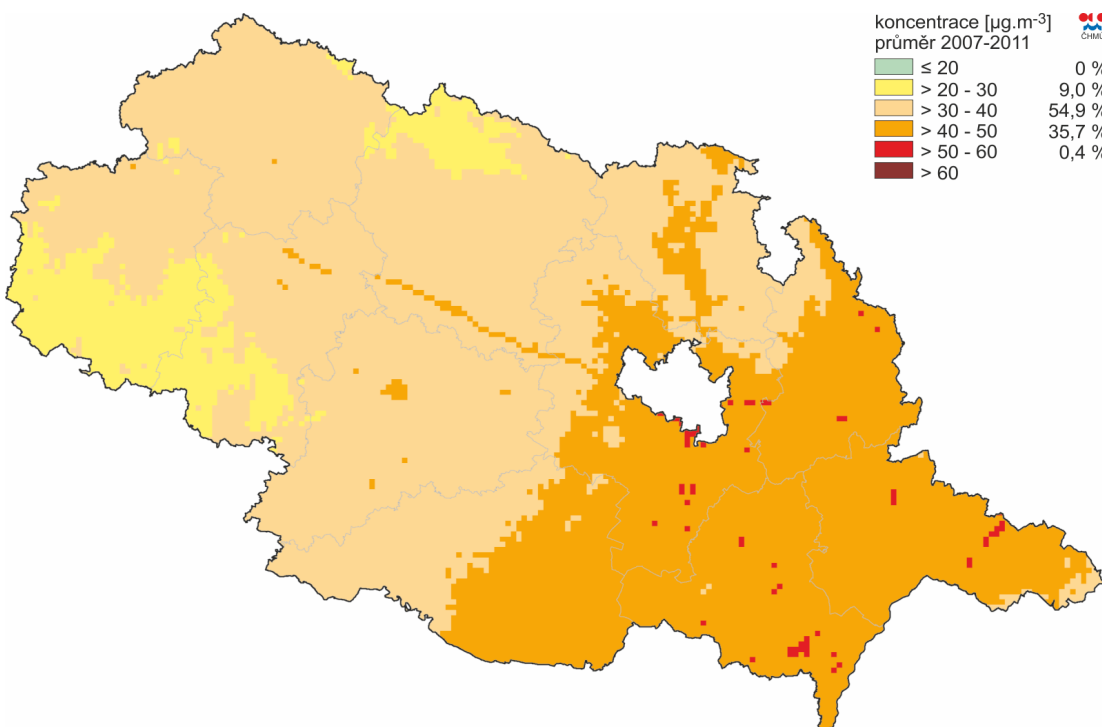 koncentrace [µg.m-3]
průměr 2007-2011
ČHMÚ
≤ 20 0 %
> 20 - 30 9,0 %
> 30 - 40 54,9 %
> 40 - 50 35,7 %
> 50 - 60 0,4 %
> 60